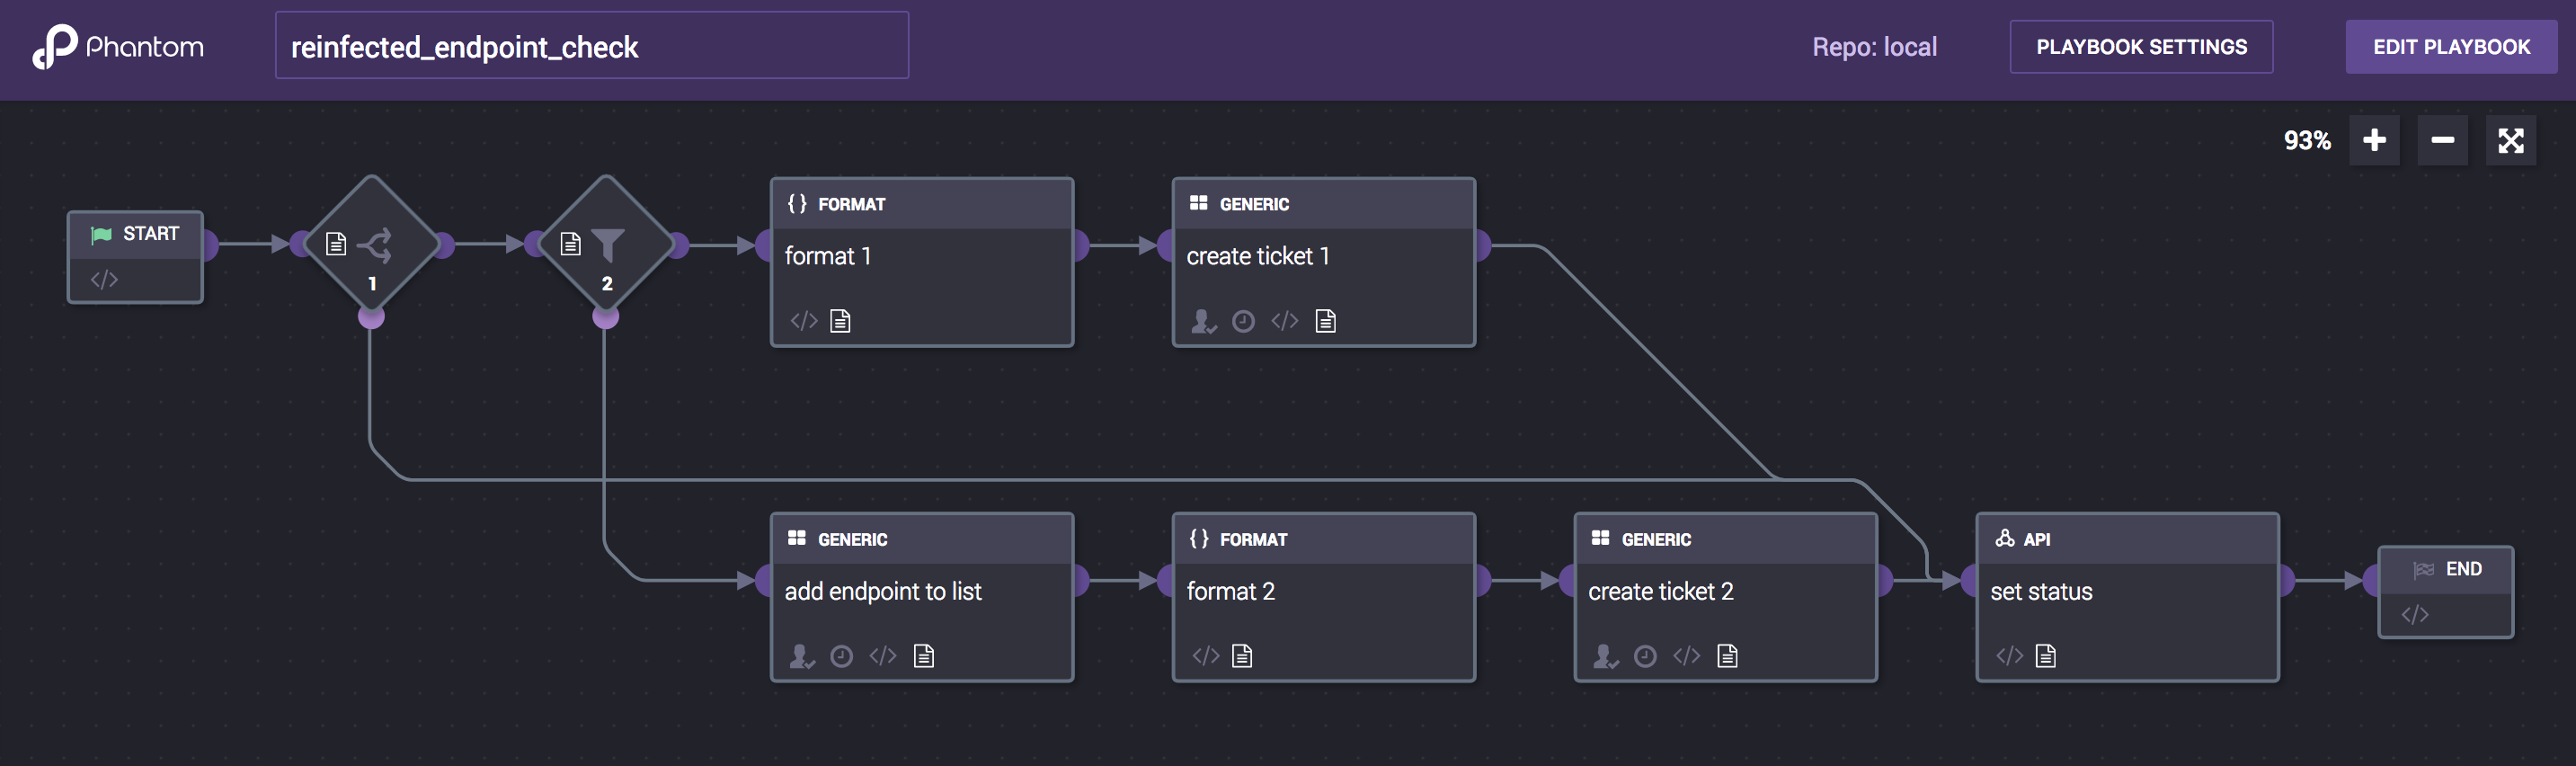 Phantom
reinfected_endpoint_check
Repo: local
PLAYBOOK SETTINGS
EDIT PLAYBOOK
93%
START
</>
1
2
{} FORMAT
format 1
</>
GENERIC
create ticket 1
</>
GENERIC
add endpoint to list
</>
{} FORMAT
format 2
</>
GENERIC
create ticket 2
</>
API
set status
</>
END
</>